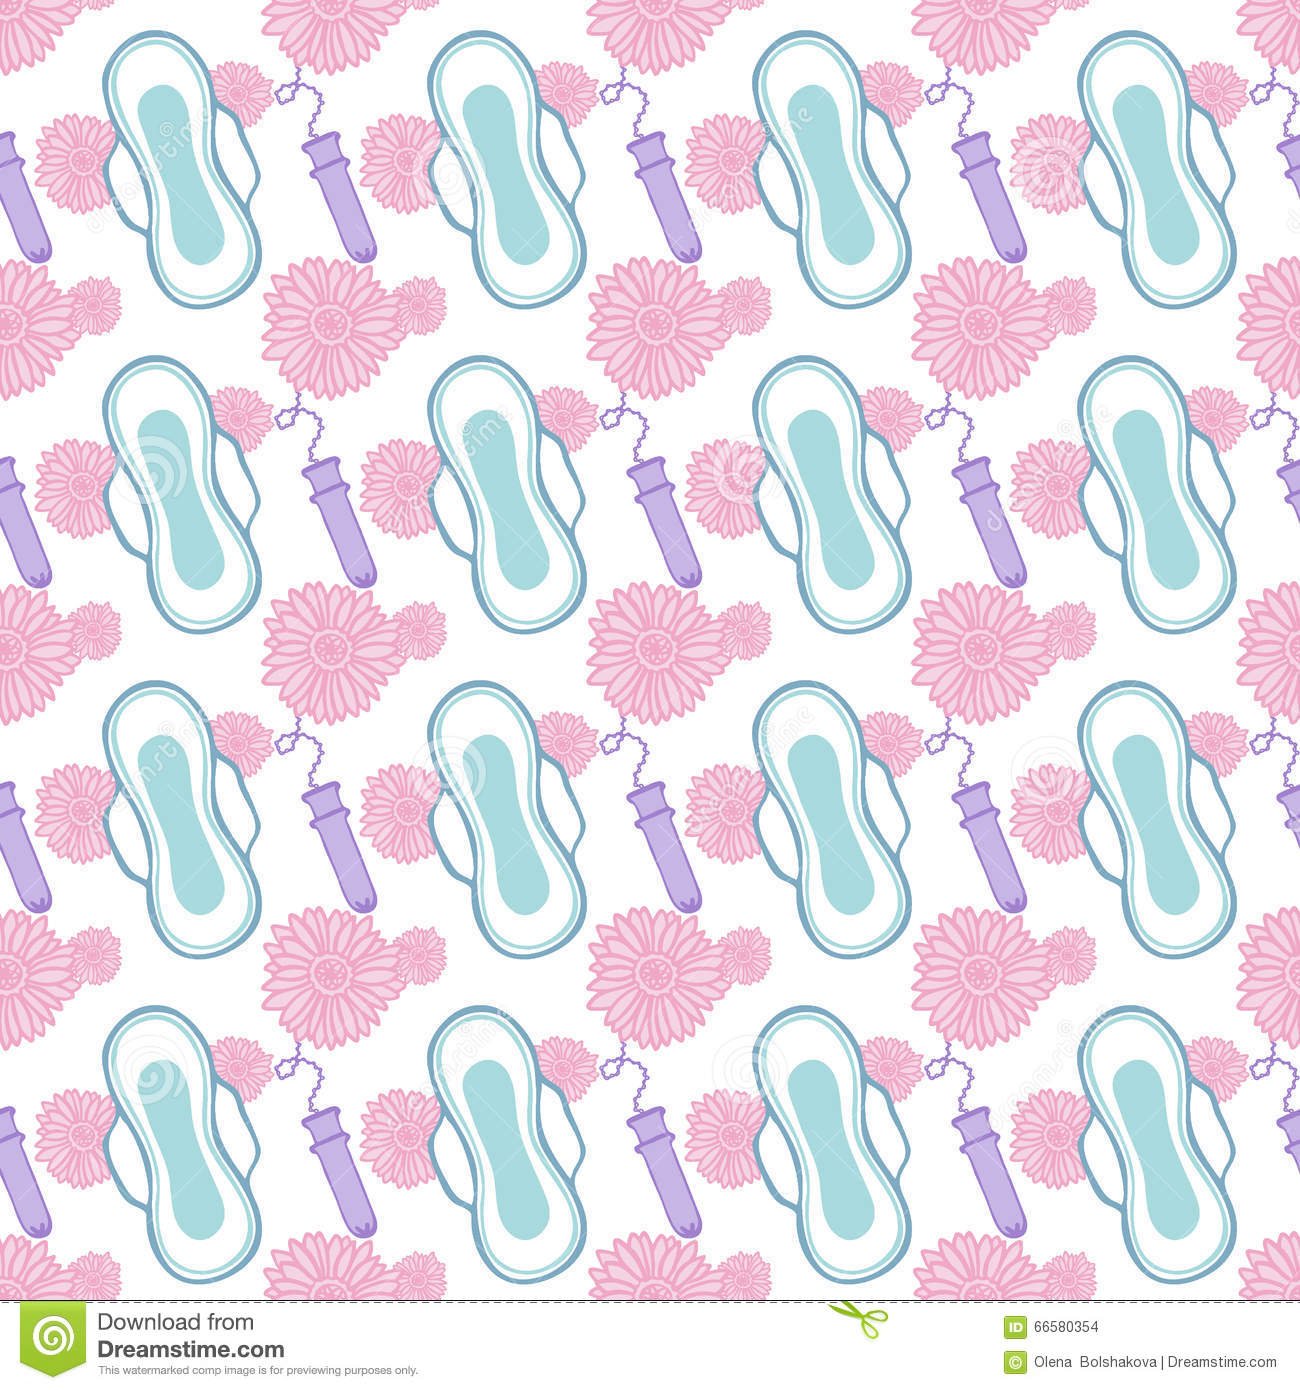 Download from
Dreamstime.com
This watermarked comp image is for previewing purposes only.
ID 66580354
© Olena Bolshakova | Dreamstime.com